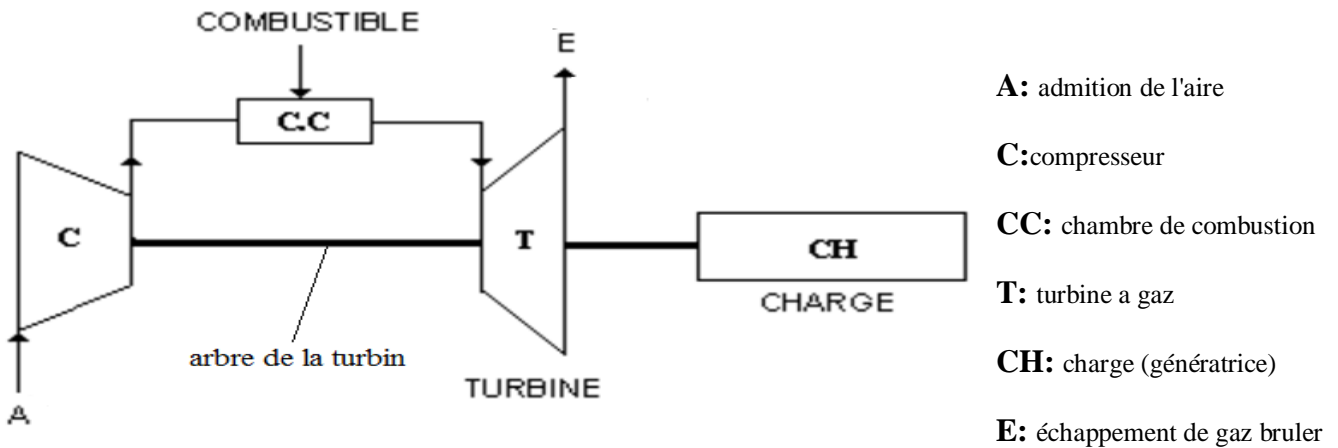 COMBUSTIBLE
E
C.C
C
T
CH
CHARGE
arbre de la turbin
TURBINE
A
A: admition de l'aire
C:compresseur
CC: chambre de combustion
T: turbine a gaz
CH: charge (génératrice)
E: échappement de gaz bruler